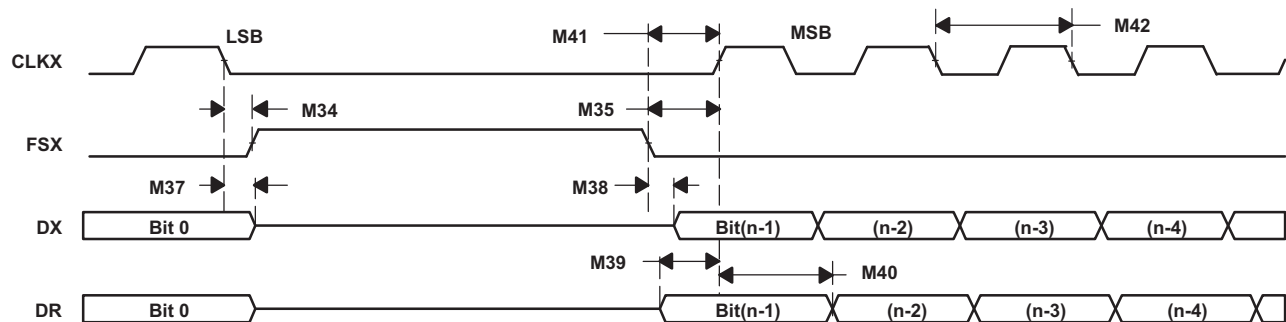 LSB M41 MSB M42
CLKX
M34 M35
FSX
M37 M38
DX Bit 0 Bit(n-1) (n-2) (n-3) (n-4)
M39 M40
DR Bit 0 Bit(n-1) (n-2) (n-3) (n-4)